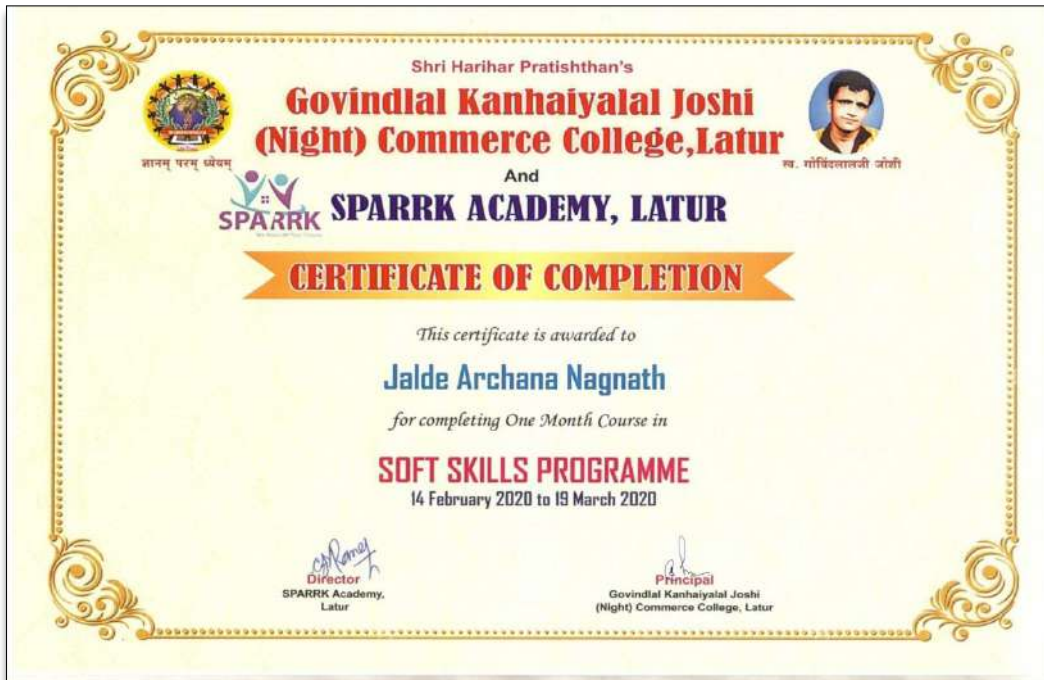 Shri Harihar Pratishthan's
Govindlal Kanhaiyalal Joshi
(Night) Commerce College,Latur
ज्ञानम् परम् ध्येयम्
स्व. गोविंदलालजी जोशी
And
SPARRK
SPARRK ACADEMY, LATUR
CERTIFICATE OF COMPLETION
This certificate is awarded to
Jalde Archana Nagnath
for completing One Month Course in
SOFT SKILLS PROGRAMME
14 February 2020 to 19 March 2020
Director
SPARRK Academy,
Latur
Principal
Govindlal Kanhaiyalal Joshi
(Night) Commerce College, Latur